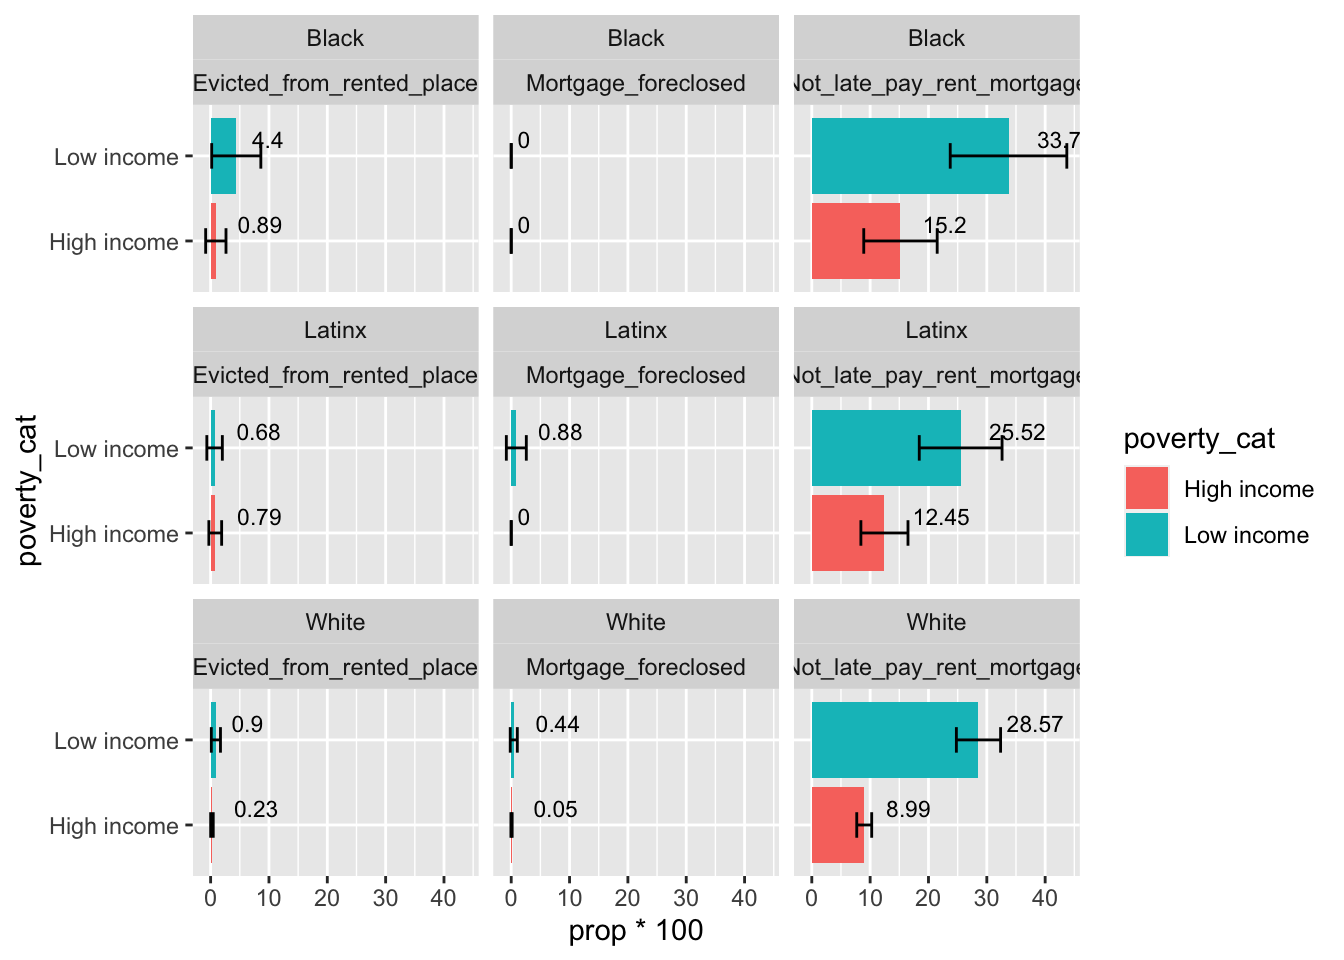 Black
Black
Black
Evicted_from_rented_place
Mortgage_foreclosed
Not_late_pay_rent_mortgage
Low income
4.4
0
33.7
High income
0.89
0
15.2
Latinx
Latinx
Latinx
Evicted_from_rented_place
Mortgage_foreclosed
Not_late_pay_rent_mortgage
Low income
0.68
0.88
25.52
High income
0.79
0
12.45
White
White
White
Evicted_from_rented_place
Mortgage_foreclosed
Not_late_pay_rent_mortgage
Low income
0.9
0.44
28.57
High income
0.23
0.05
8.99
0 10 20 30 40
0 10 20 30 40
0 10 20 30 40
prop * 100
poverty_cat
poverty_cat
High income
Low income